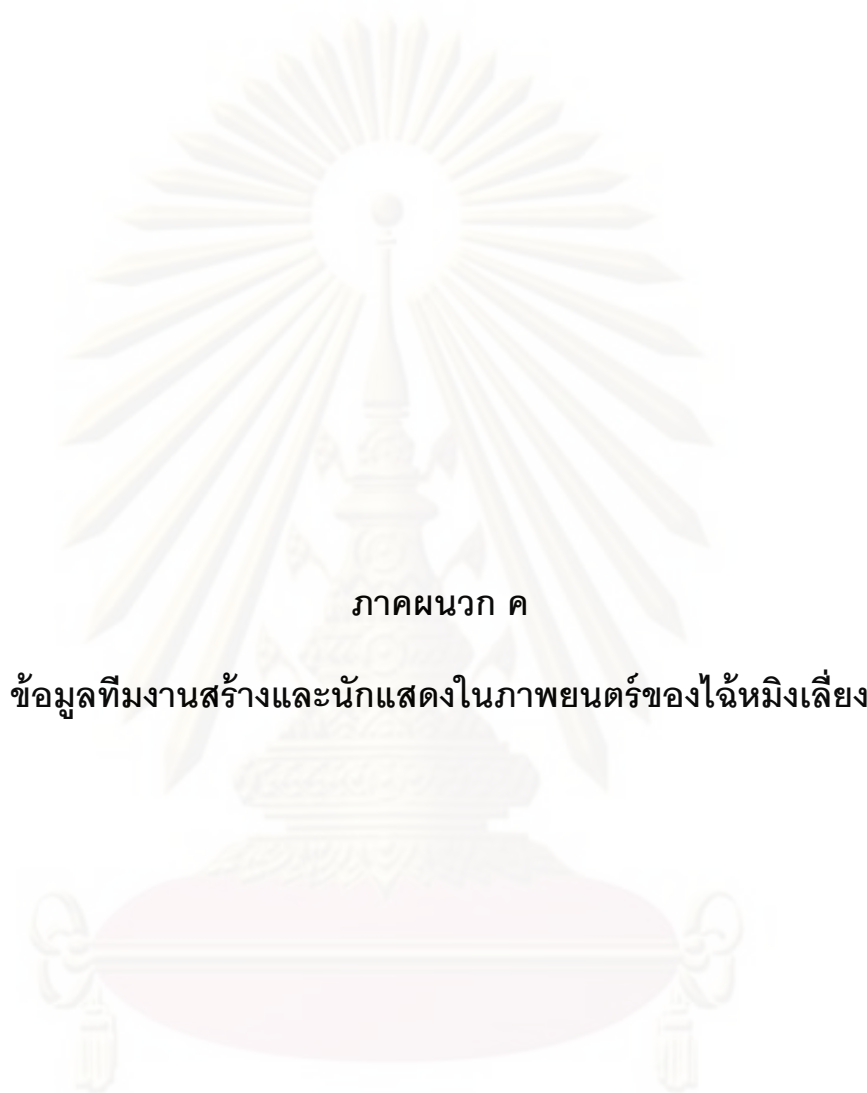 ภาคผนวก ค
ข้อมูลทีมงานสร้างและนักแสดงในภาพยนตร์ของไฉ้หมิงเลี่ยง